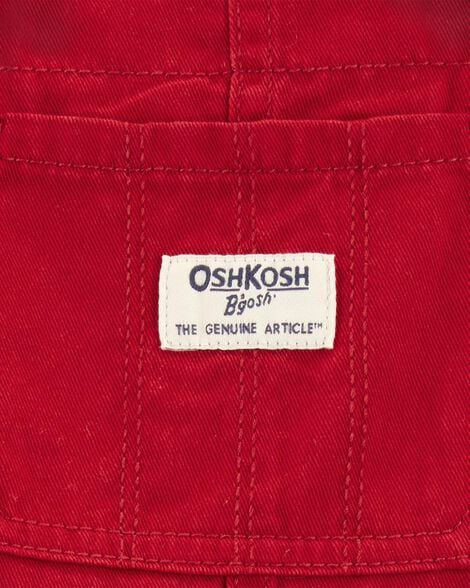 OSHKOSH
B'gosh®
THE GENUINE ARTICLE™